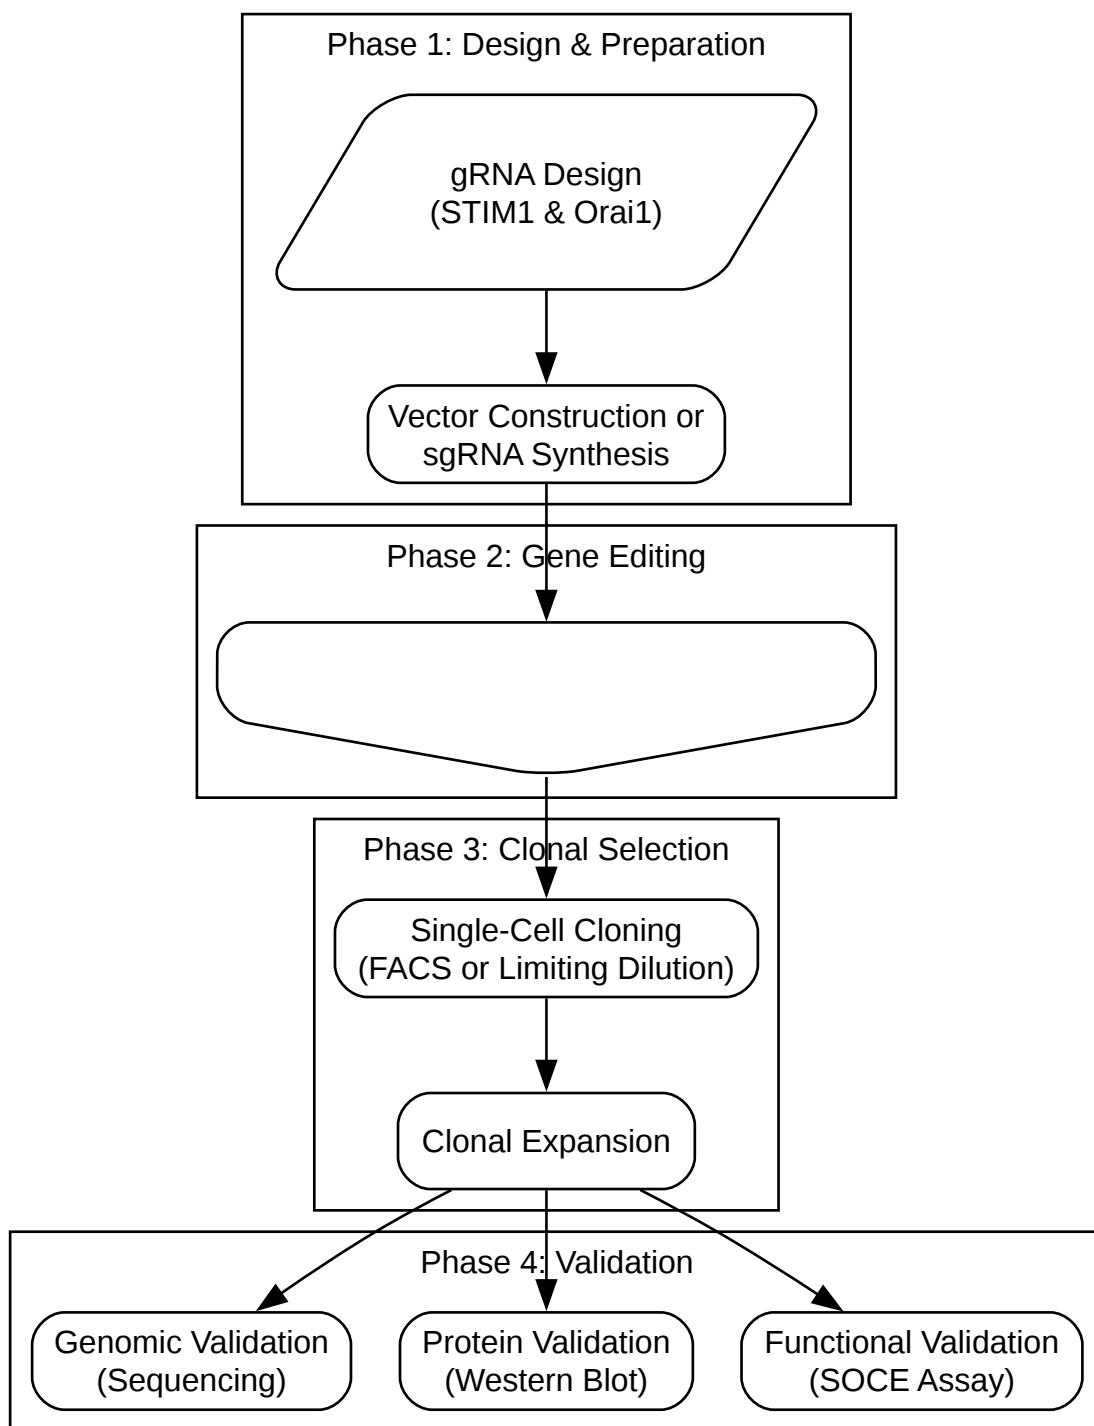 Phase 1: Design & Preparation
gRNA Design
(STIM1 & Orai1)
Vector Construction or
sgRNA Synthesis
Phase 2: Gene Editing
Phase 3: Clonal Selection
Single-Cell Cloning
(FACS or Limiting Dilution)
Clonal Expansion
Phase 4: Validation
Genomic Validation
(Sequencing)
Protein Validation
(Western Blot)
Functional Validation
(SOCE Assay)